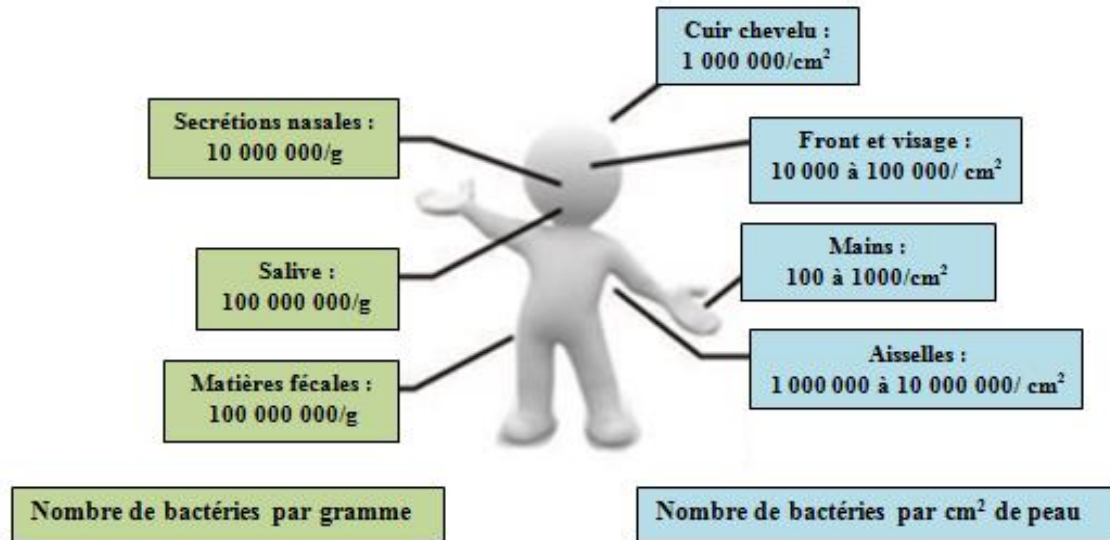 Cuir chevelu :
1 000 000/cm²
Secrétions nasales :
10 000 000/g
Front et visage :
10 000 à 100 000/ cm²
Salive :
100 000 000/g
Mains :
100 à 1000/cm²
Matières fécales :
100 000 000/g
Aisselles :
1 000 000 à 10 000 000/ cm²
Nombre de bactéries par gramme
Nombre de bactéries par cm² de peau